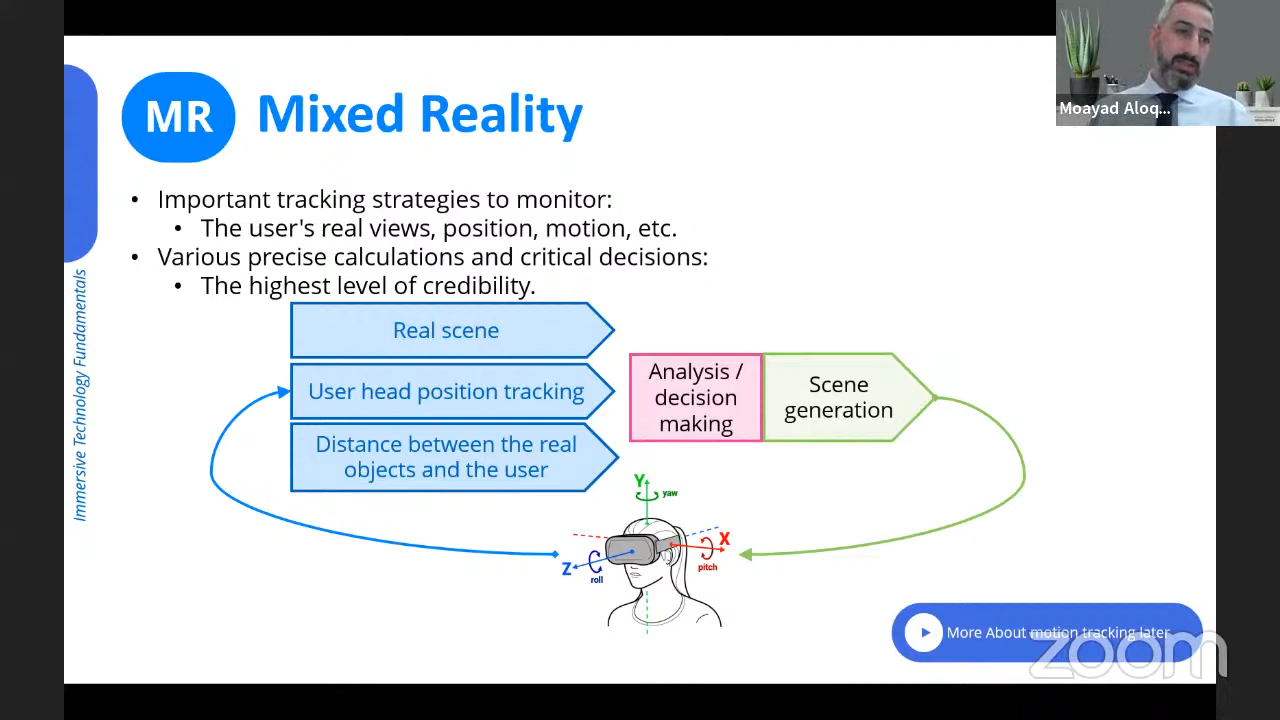 Moayad Aloq...
MR
Mixed Reality
• Important tracking strategies to monitor:
• The user's real views, position, motion, etc.
• Various precise calculations and critical decisions:
• The highest level of credibility.
Immersive Technology Fundamentals
Real scene
User head position tracking
Distance between the real
objects and the user
Analysis /
decision
making
Scene
generation
Y
yaw
X
pitch
Z
roll
More About motion tracking later
zoom